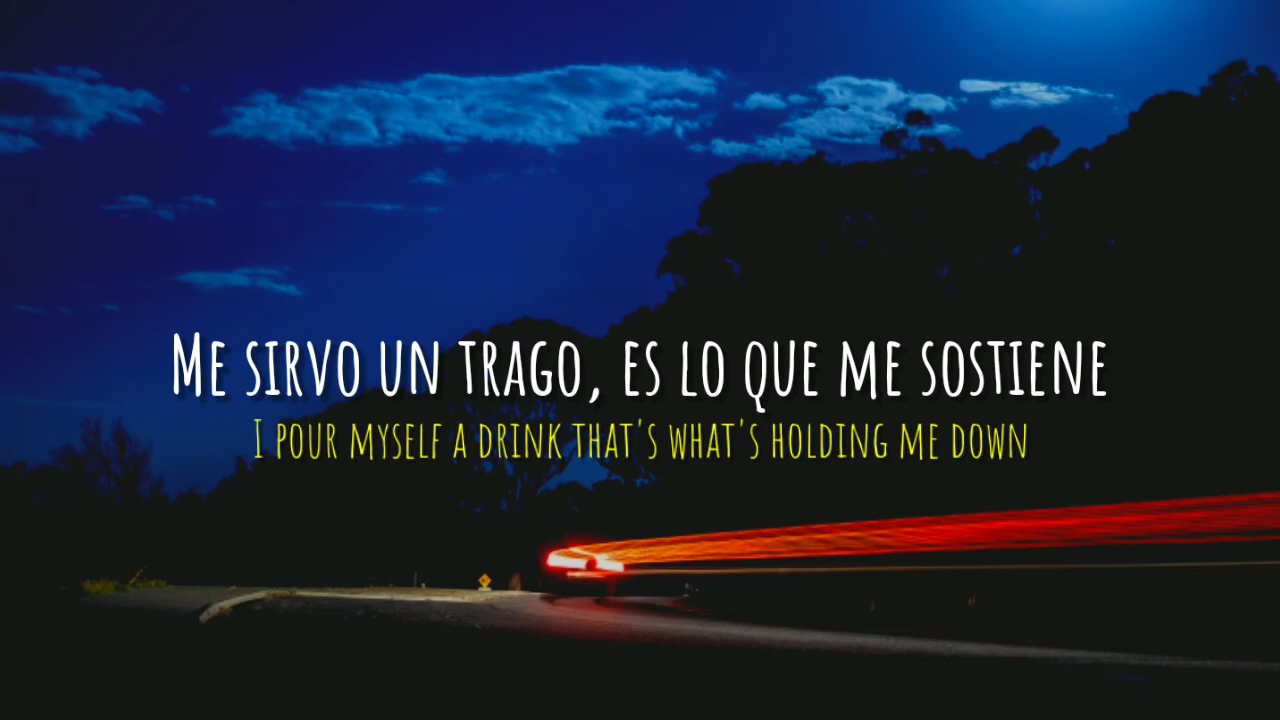 Me sirvo un trago, es lo que me sostiene
I pour myself a drink that's what's holding me down